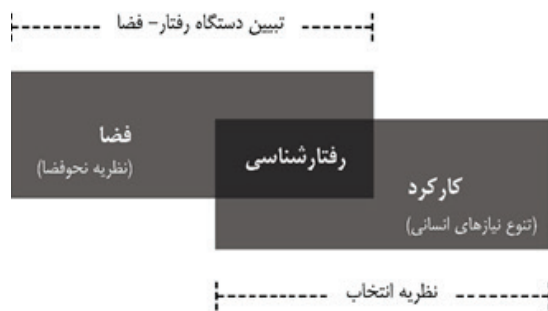 تبیین دستگاه رفتار- فضا
فضا
(نظریه نحوفضا)
رفتارشناسی
کارکرد
(تنوع نیازهای انسانی)
نظریه انتخاب